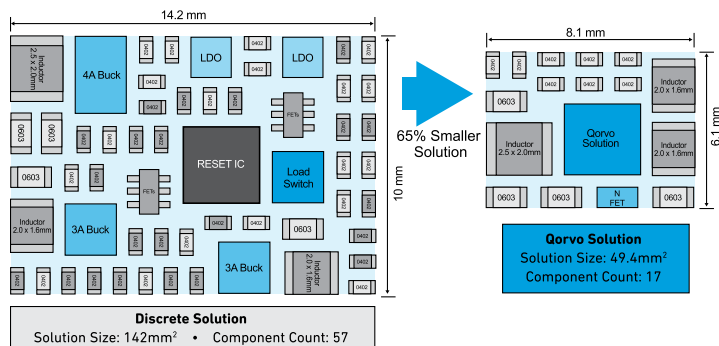 14.2 mm
8.1 mm
Inductor
2.5 x 2.0mm
4A Buck
0402
0402
LDO
0402
0402
LDO
0402
0402
0402
0402
0402
0402
0402
0402
0402
0402
FETs
0402
0402
0603
0603
0402
0402
0402
0402
RESET IC
0402
0402
0603
0402
0402
FETs
Load
Switch
0402
0402
Inductor
2.0 x 1.6mm
3A Buck
0402
0402
0402
0402
0402
0603
0402
0402
0402
0402
0402
0402
0402
0402
0402
0402
3A Buck
Inductor
2.0 x 1.6mm
0402
0402
10 mm
65% Smaller
Solution
0402
0402
0402
0402
0402
0402
0402
0402
0603
Inductor
2.0 x 1.6mm
Inductor
2.5 x 2.0mm
Qorvo
Solution
Inductor
2.0 x 1.6mm
0603
0603
N
FET
0603
6.1 mm
Discrete Solution
Solution Size: 142mm² • Component Count: 57
Qorvo Solution
Solution Size: 49.4mm²
Component Count: 17